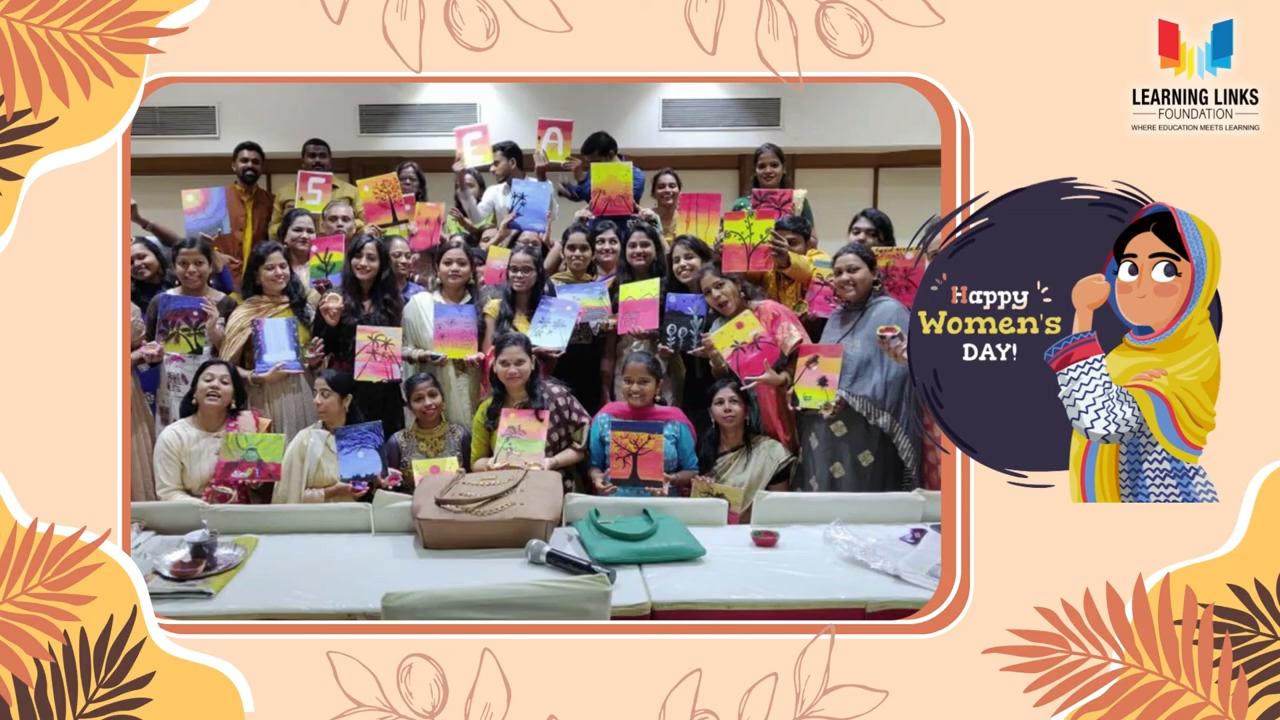 LEARNING LINKS
FOUNDATION
WHERE EDUCATION MEETS LEARNING
E A
S
Happy
Women's
DAY!